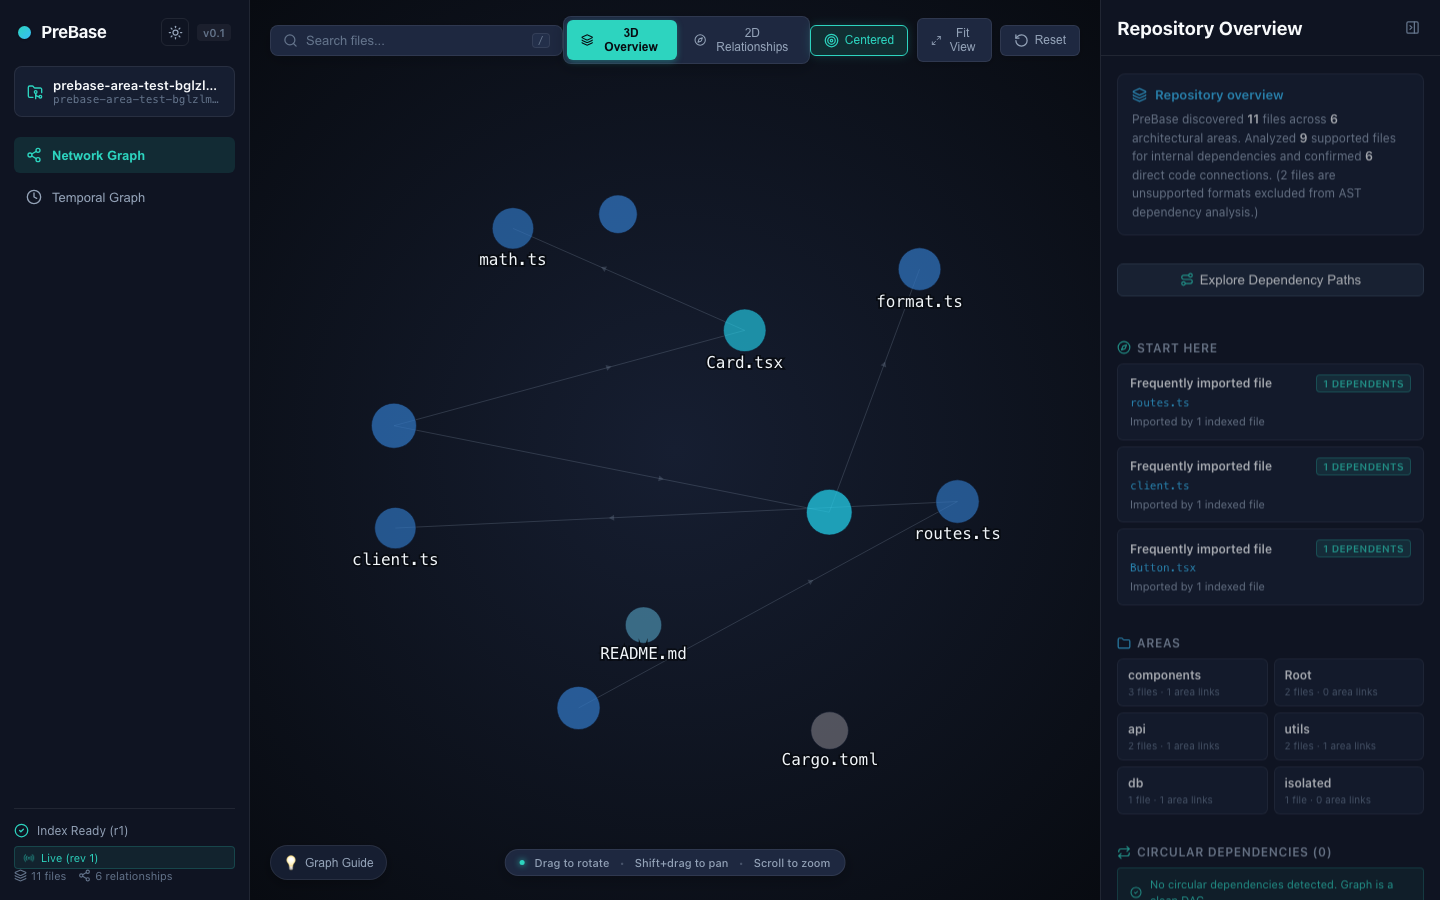 PreBase
v0.1
prebase-area-test-bglzl...
prebase-area-test-bglzlm…
Network Graph
Temporal Graph
Index Ready (r1)
Live (rev 1)
11 files
6 relationships
Search files...
/
3D
Overview
2D
Relationships
Centered
Fit
View
Reset
math.ts
format.ts
Card.tsx
client.ts
routes.ts
README.md
Cargo.toml
Graph Guide
Drag to rotate · Shift+drag to pan · Scroll to zoom
Repository Overview
Repository overview
PreBase discovered 11 files across 6
architectural areas. Analyzed 9 supported files
for internal dependencies and confirmed 6
direct code connections. (2 files are
unsupported formats excluded from AST
dependency analysis.)
Explore Dependency Paths
START HERE
Frequently imported file
1 DEPENDENTS
routes.ts
Imported by 1 indexed file
Frequently imported file
1 DEPENDENTS
client.ts
Imported by 1 indexed file
Frequently imported file
1 DEPENDENTS
Button.tsx
Imported by 1 indexed file
AREAS
components
3 files · 1 area links
Root
2 files · 0 area links
api
2 files · 1 area links
utils
2 files · 1 area links
db
1 file · 1 area links
isolated
1 file · 0 area links
CIRCULAR DEPENDENCIES (0)
No circular dependencies detected. Graph is a
clean DAG.